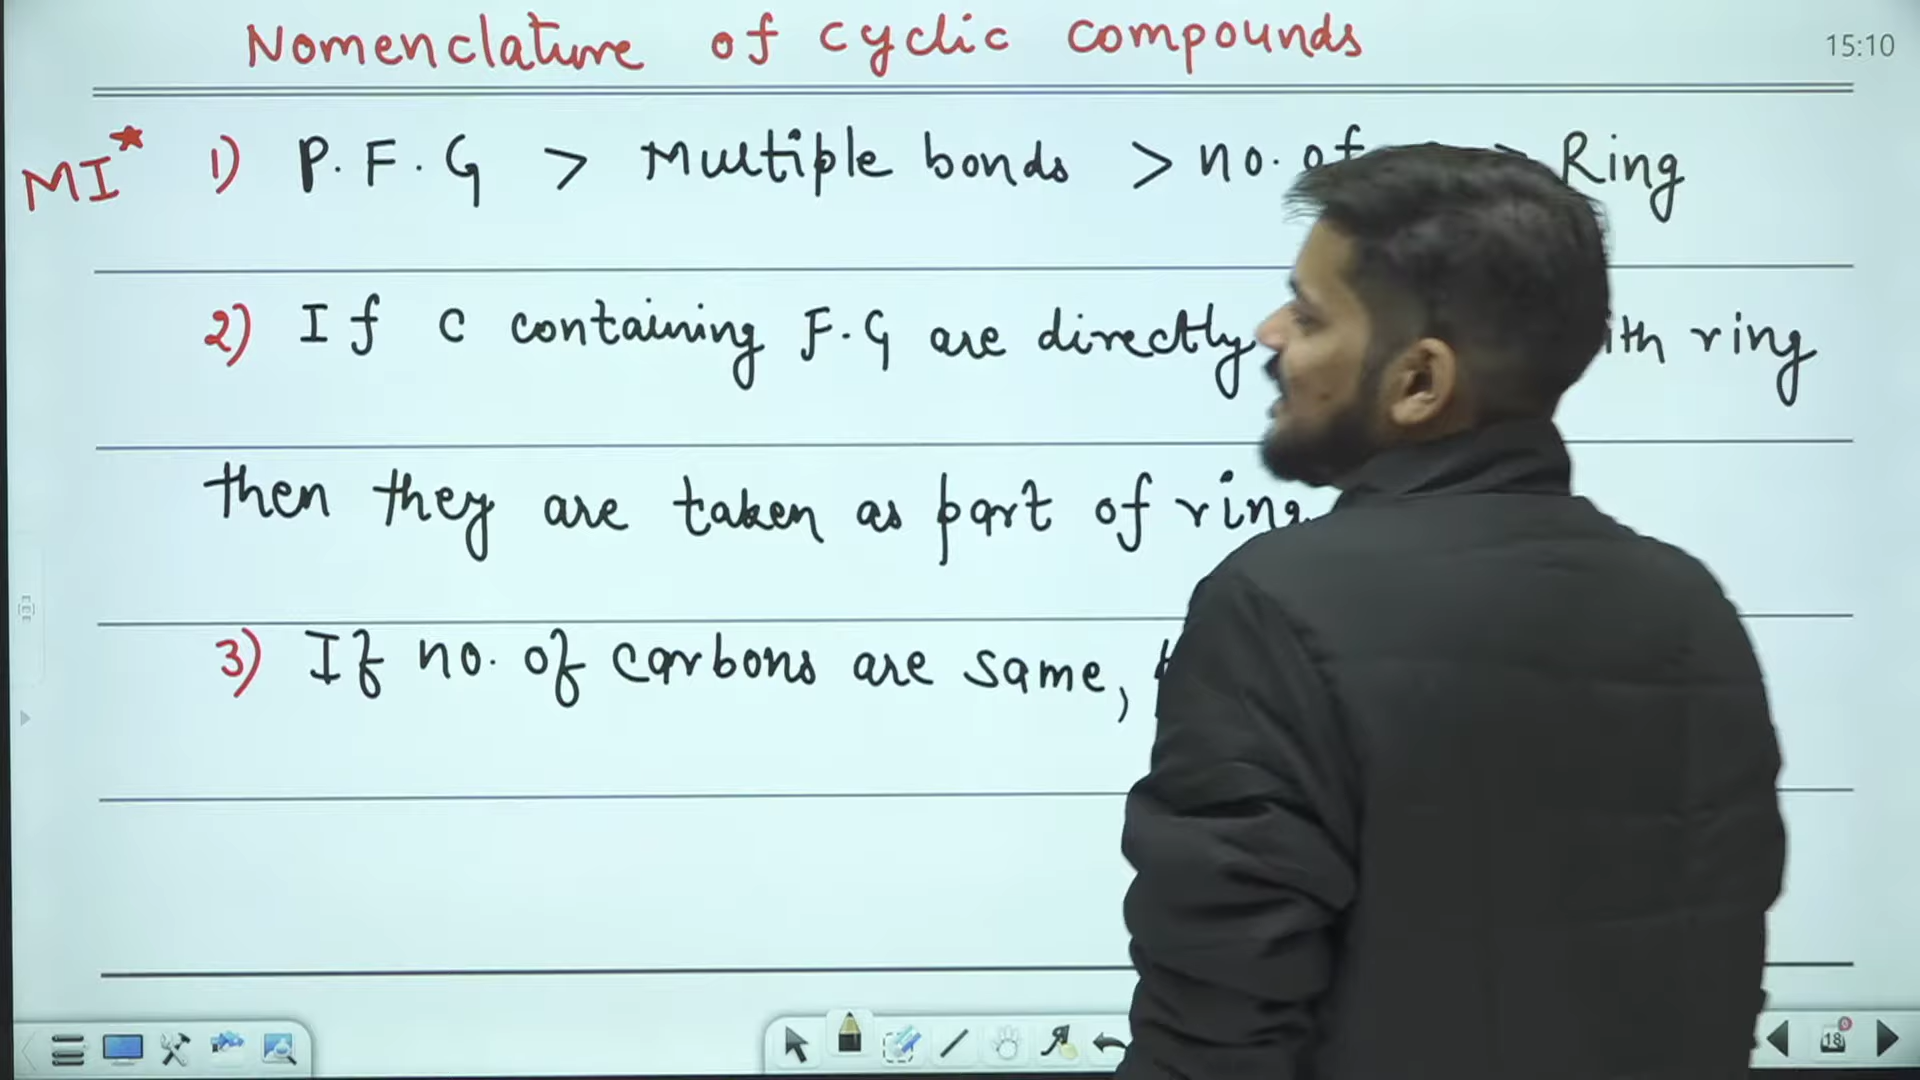 Nomenclature of cyclic compounds
15:10
MI* 1) P.F.G > Multiple bonds > no. of > Ring
2) If C containing F.G are directly ring
then they are taken as part of ring
3) If no. of carbons are same,
18